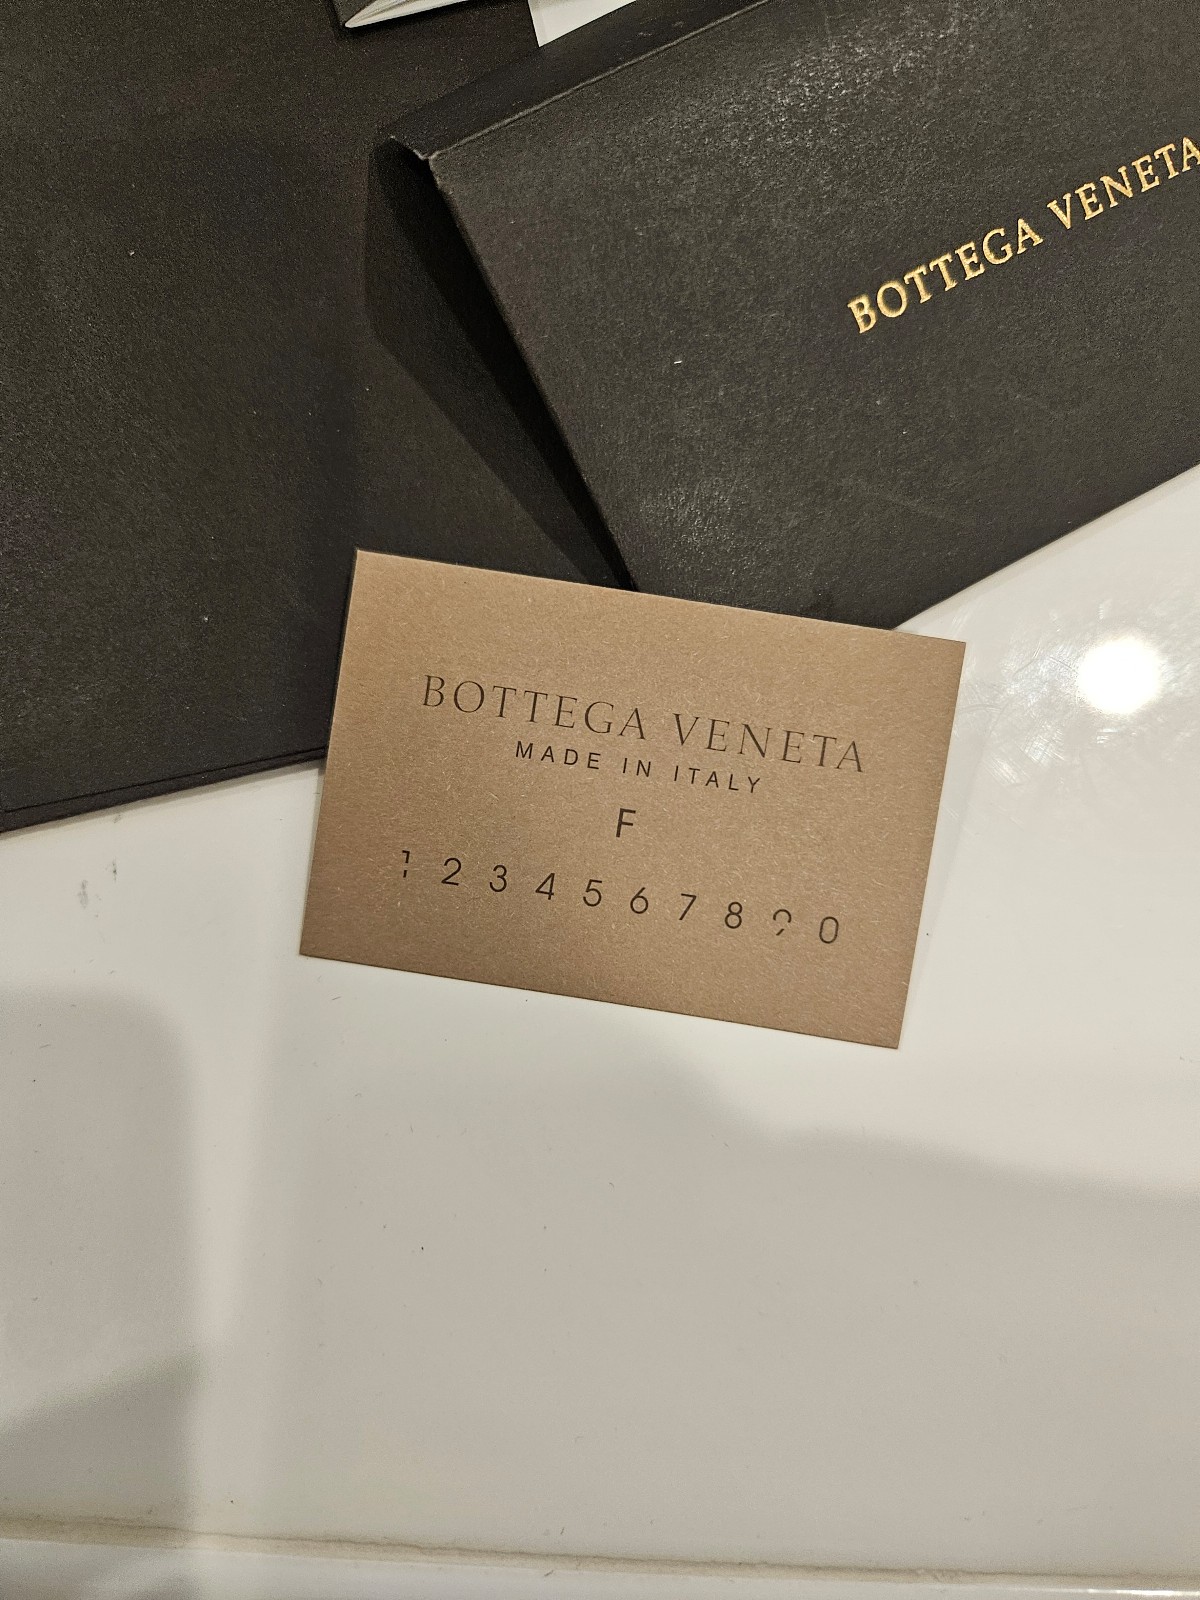 BOTTEGA VENETA
BOTTEGA VENETA
MADE IN ITALY
F
1 2 3 4 5 6 7 8 9 0